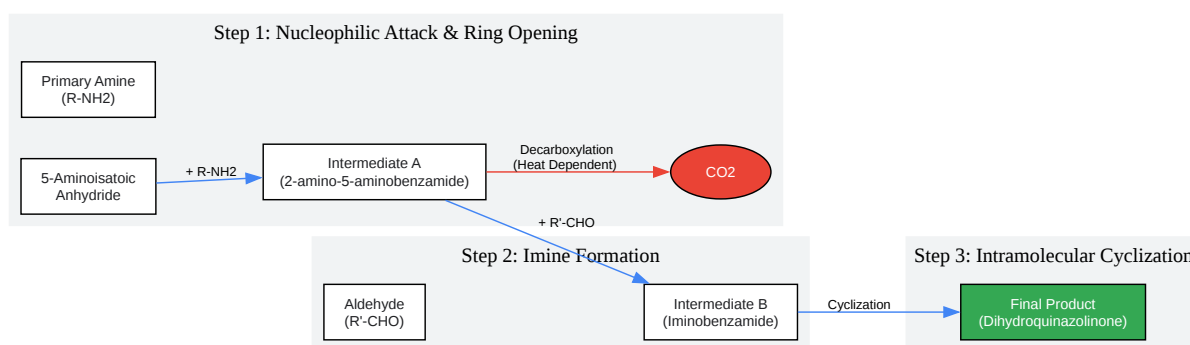 Step 1: Nucleophilic Attack & Ring Opening
Primary Amine
(R-NH2)
5-Aminoisatoic
Anhydride
+ R-NH2
Intermediate A
(2-amino-5-aminobenzamide)
Decarboxylation
(Heat Dependent)
CO2
+ R'-CHO
Step 2: Imine Formation
Aldehyde
(R'-CHO)
Intermediate B
(Iminobenzamide)
Cyclization
Step 3: Intramolecular Cyclization
Final Product
(Dihydroquinazolinone)